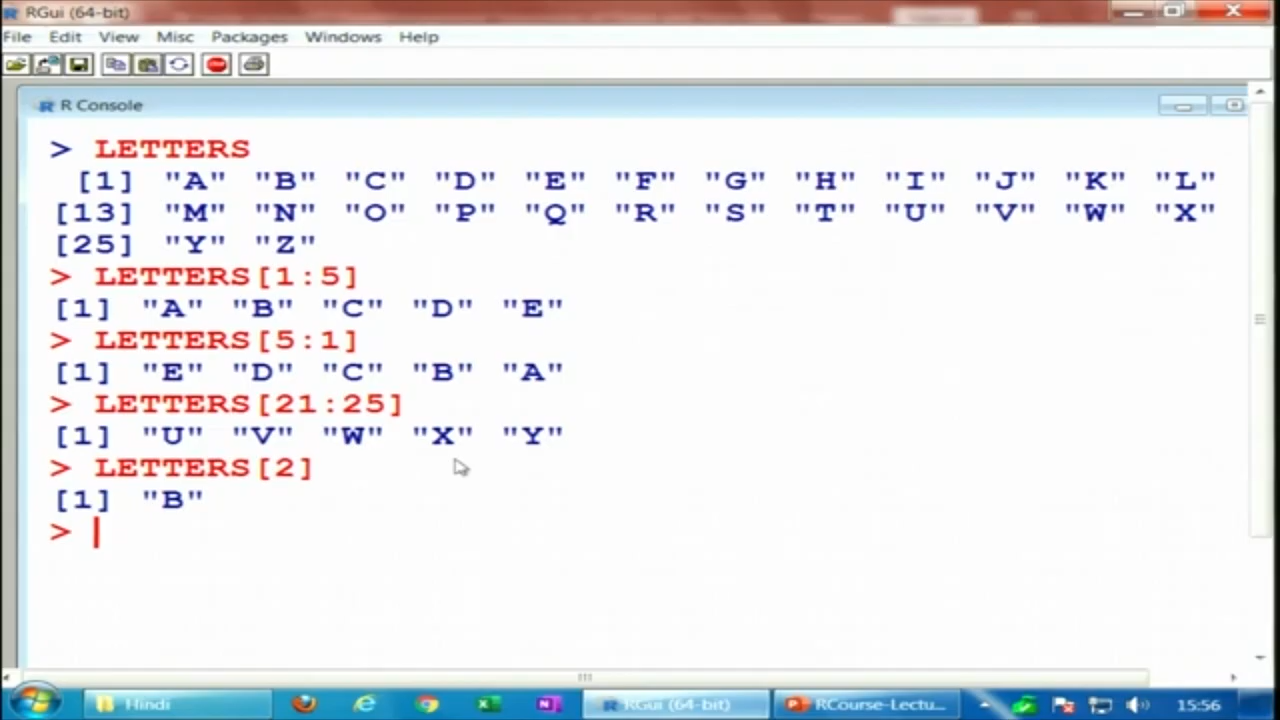 RGui (64-bit)
File Edit View Misc Packages Windows Help
STOP
R Console
> LETTERS
[1] "A" "B" "C" "D" "E" "F" "G" "H" "I" "J" "K" "L"
[13] "M" "N" "O" "P" "Q" "R" "S" "T" "U" "V" "W" "X"
[25] "Y" "Z"
> LETTERS[1:5]
[1] "A" "B" "C" "D" "E"
> LETTERS[5:1]
[1] "E" "D" "C" "B" "A"
> LETTERS[21:25]
[1] "U" "V" "W" "X" "Y"
> LETTERS[2]
[1] "B"
>
Hindi RGui (64-bit) RCourse-Lectu... 15:56